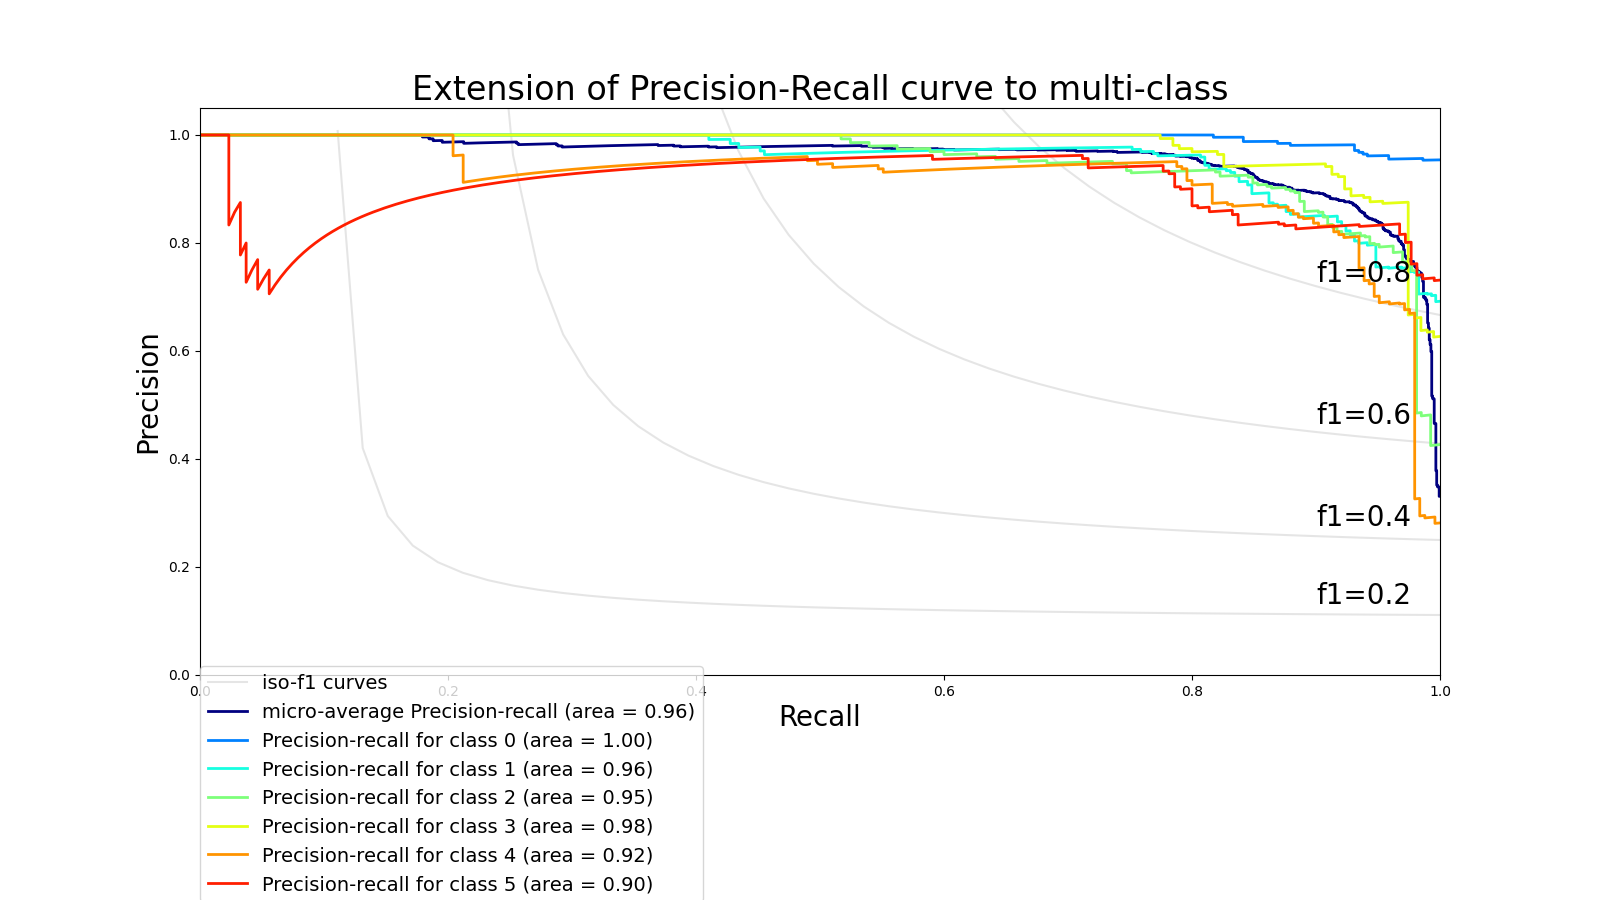 Extension of Precision-Recall curve to multi-class
1.0
0.8
0.6
0.4
0.2
0.0
Precision
f1=0.8
f1=0.6
f1=0.4
f1=0.2
0.0 0.2 0.4 0.6 0.8 1.0
Recall
iso-f1 curves
micro-average Precision-recall (area = 0.96)
Precision-recall for class 0 (area = 1.00)
Precision-recall for class 1 (area = 0.96)
Precision-recall for class 2 (area = 0.95)
Precision-recall for class 3 (area = 0.98)
Precision-recall for class 4 (area = 0.92)
Precision-recall for class 5 (area = 0.90)